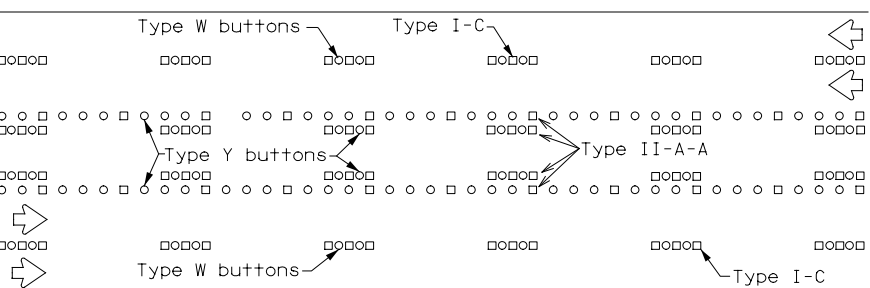 Type W buttons
Type I-C
Type Y buttons
Type II-A-A
Type W buttons
Type I-C